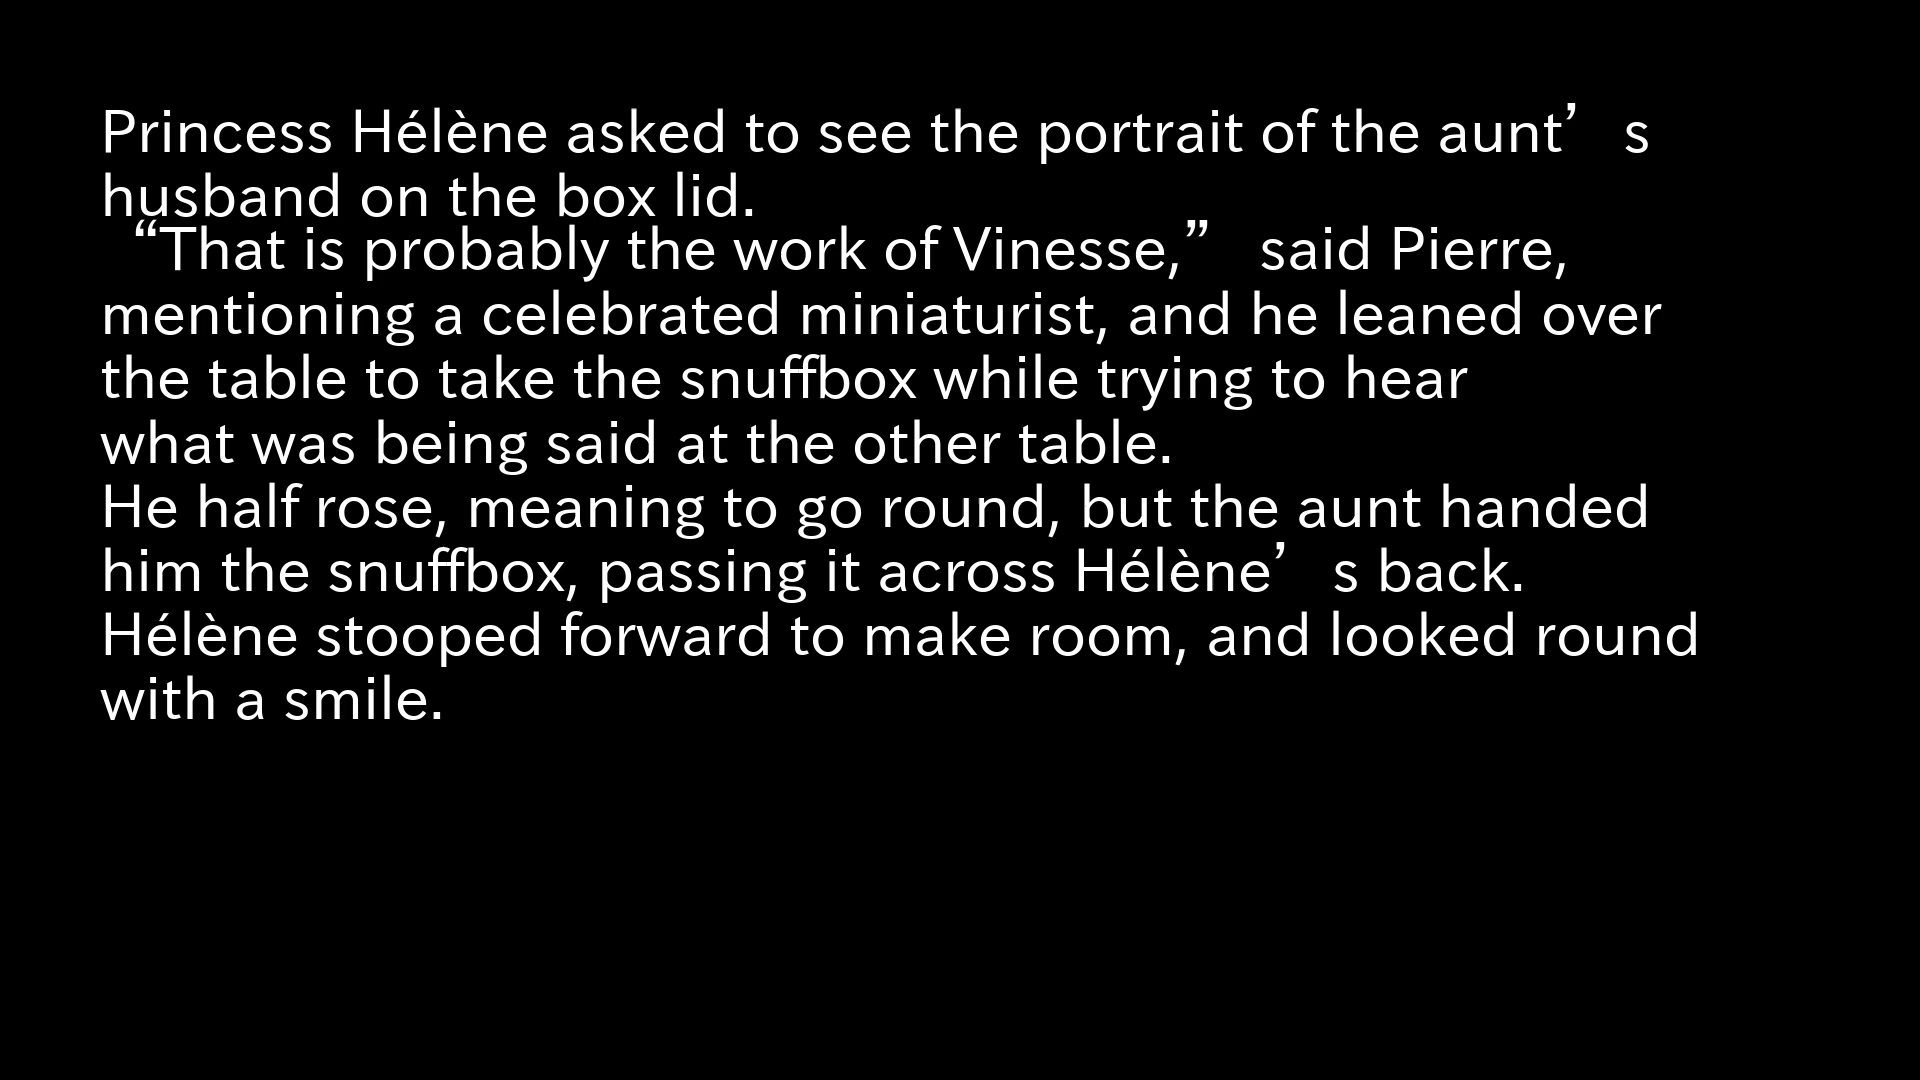 Princess Hélène asked to see the portrait of the aunt’s
husband on the box lid.
“That is probably the work of Vinesse,” said Pierre,
mentioning a celebrated miniaturist, and he leaned over
the table to take the snuffbox while trying to hear
what was being said at the other table.
He half rose, meaning to go round, but the aunt handed
him the snuffbox, passing it across Hélène’s back.
Hélène stooped forward to make room, and looked round
with a smile.